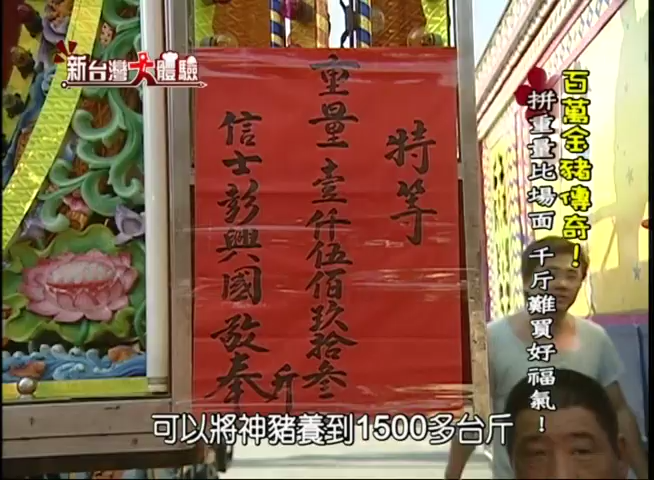 新台灣大體驗
特等
重量壹仟伍佰玖拾叁斤
信士彭興國敬奉
百萬金豬傳奇！
拼重量比場面 千斤難買好福氣！
可以將神豬養到1500多台斤